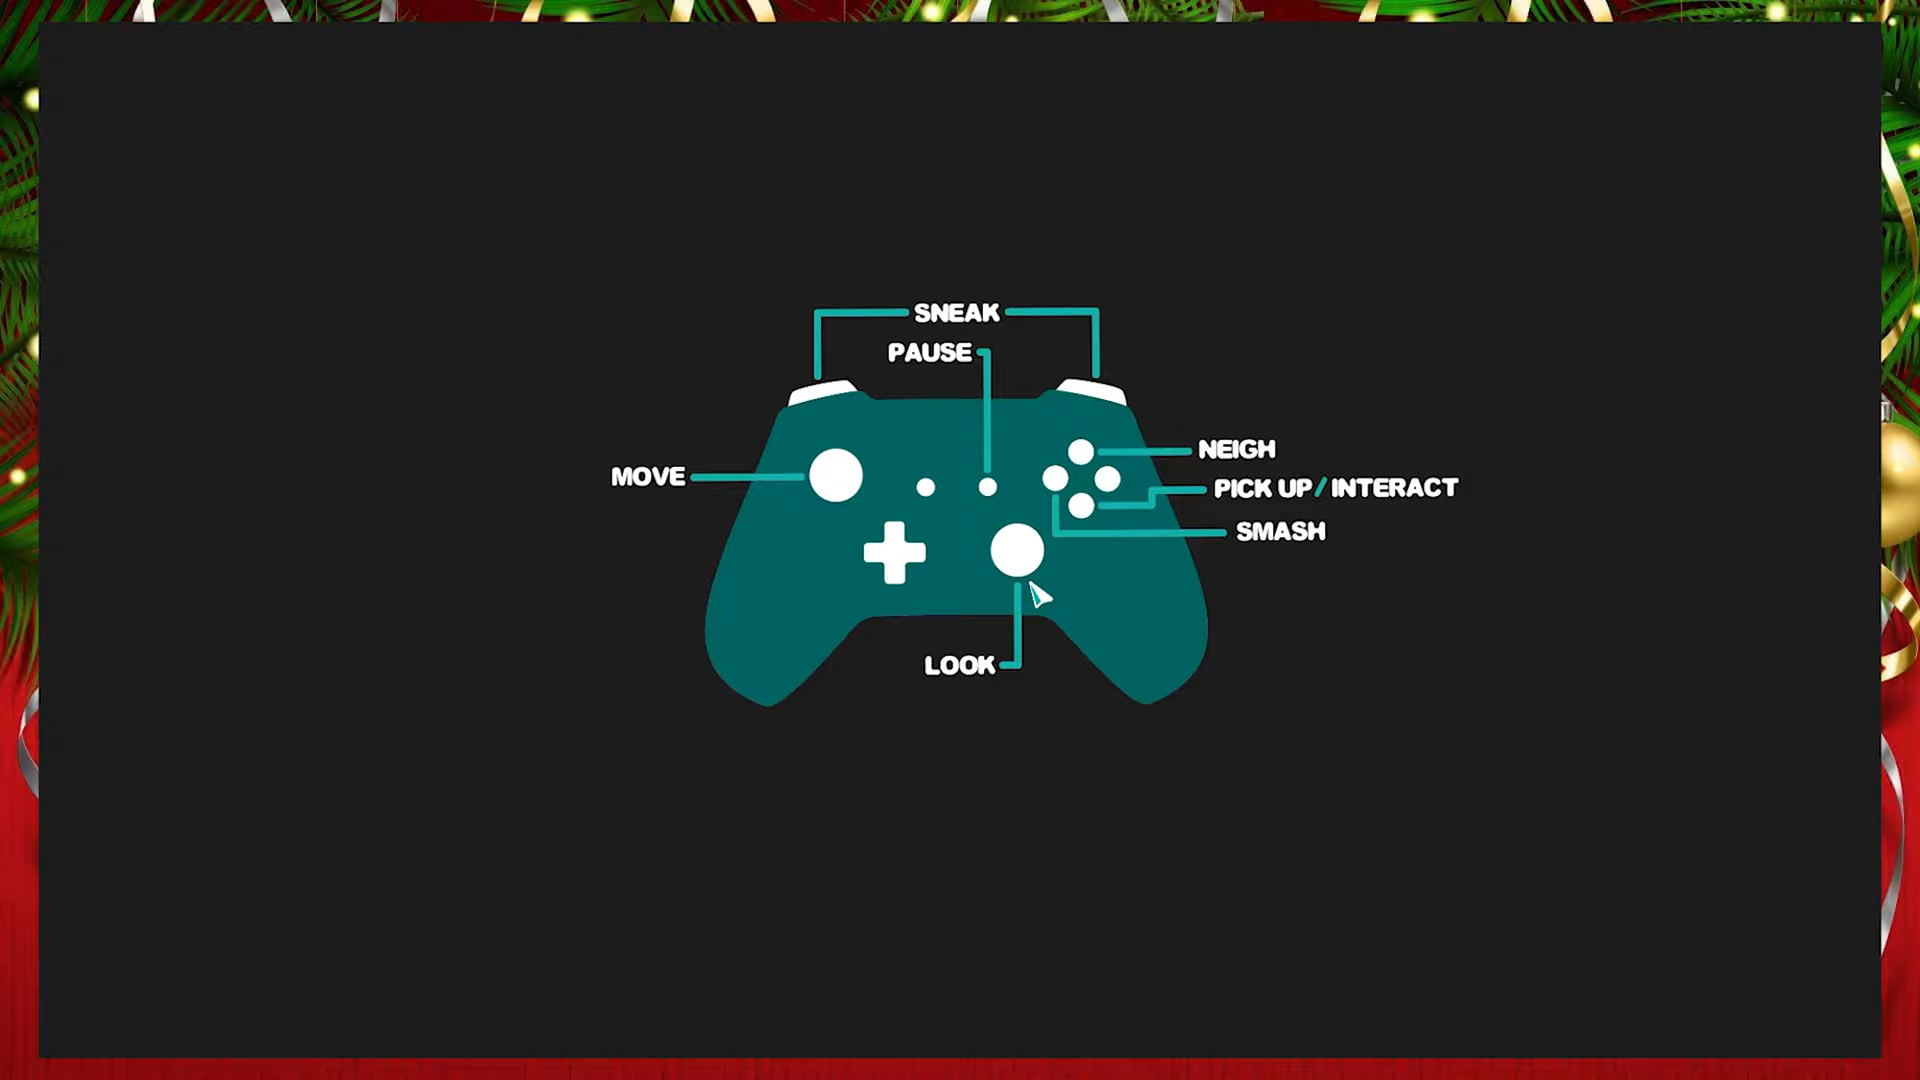 SNEAK
PAUSE
NEIGH
MOVE
PICK UP/INTERACT
SMASH
LOOK